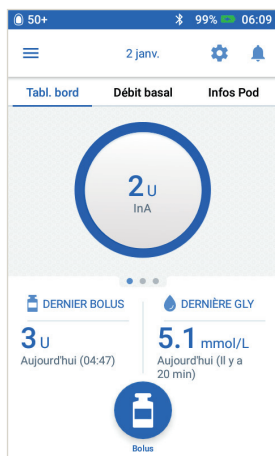 50+ 99% 06:09
2 janv.
Tabl. bord Débit basal Infos Pod
2 U
InA
DERNIER BOLUS
3 U
Aujourd'hui (04:47)
DERNIÈRE GLY
5.1 mmol/L
Aujourd'hui (Il y a
20 min)
Bolus